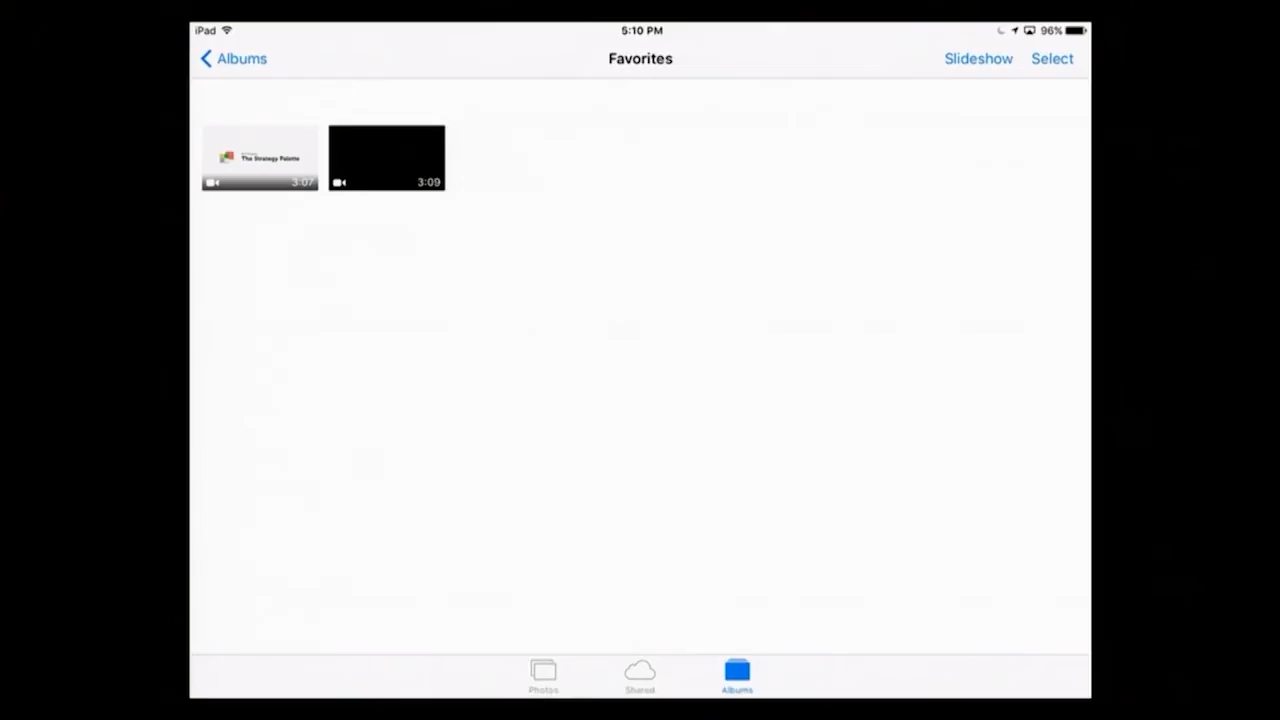 iPad 5:10 PM 96%
Albums Favorites Slideshow Select
The Strategy Palette
3:07 3:09
Photos Shared Albums